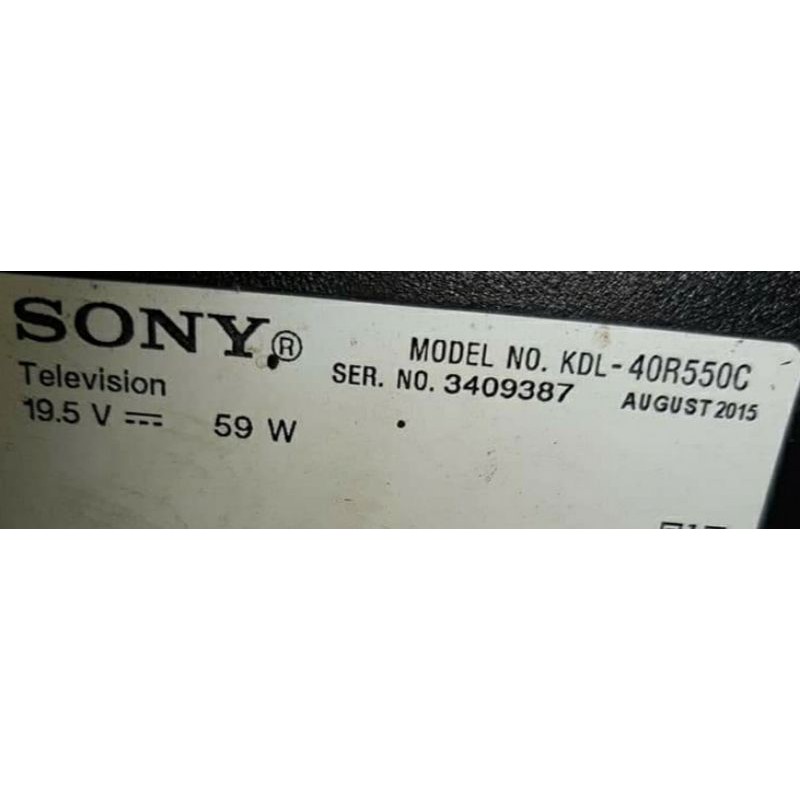 SONY®
MODEL NO. KDL-40R550C
Television
SER. NO. 3409387
AUGUST 2015
19.5 V ⎓
59 W